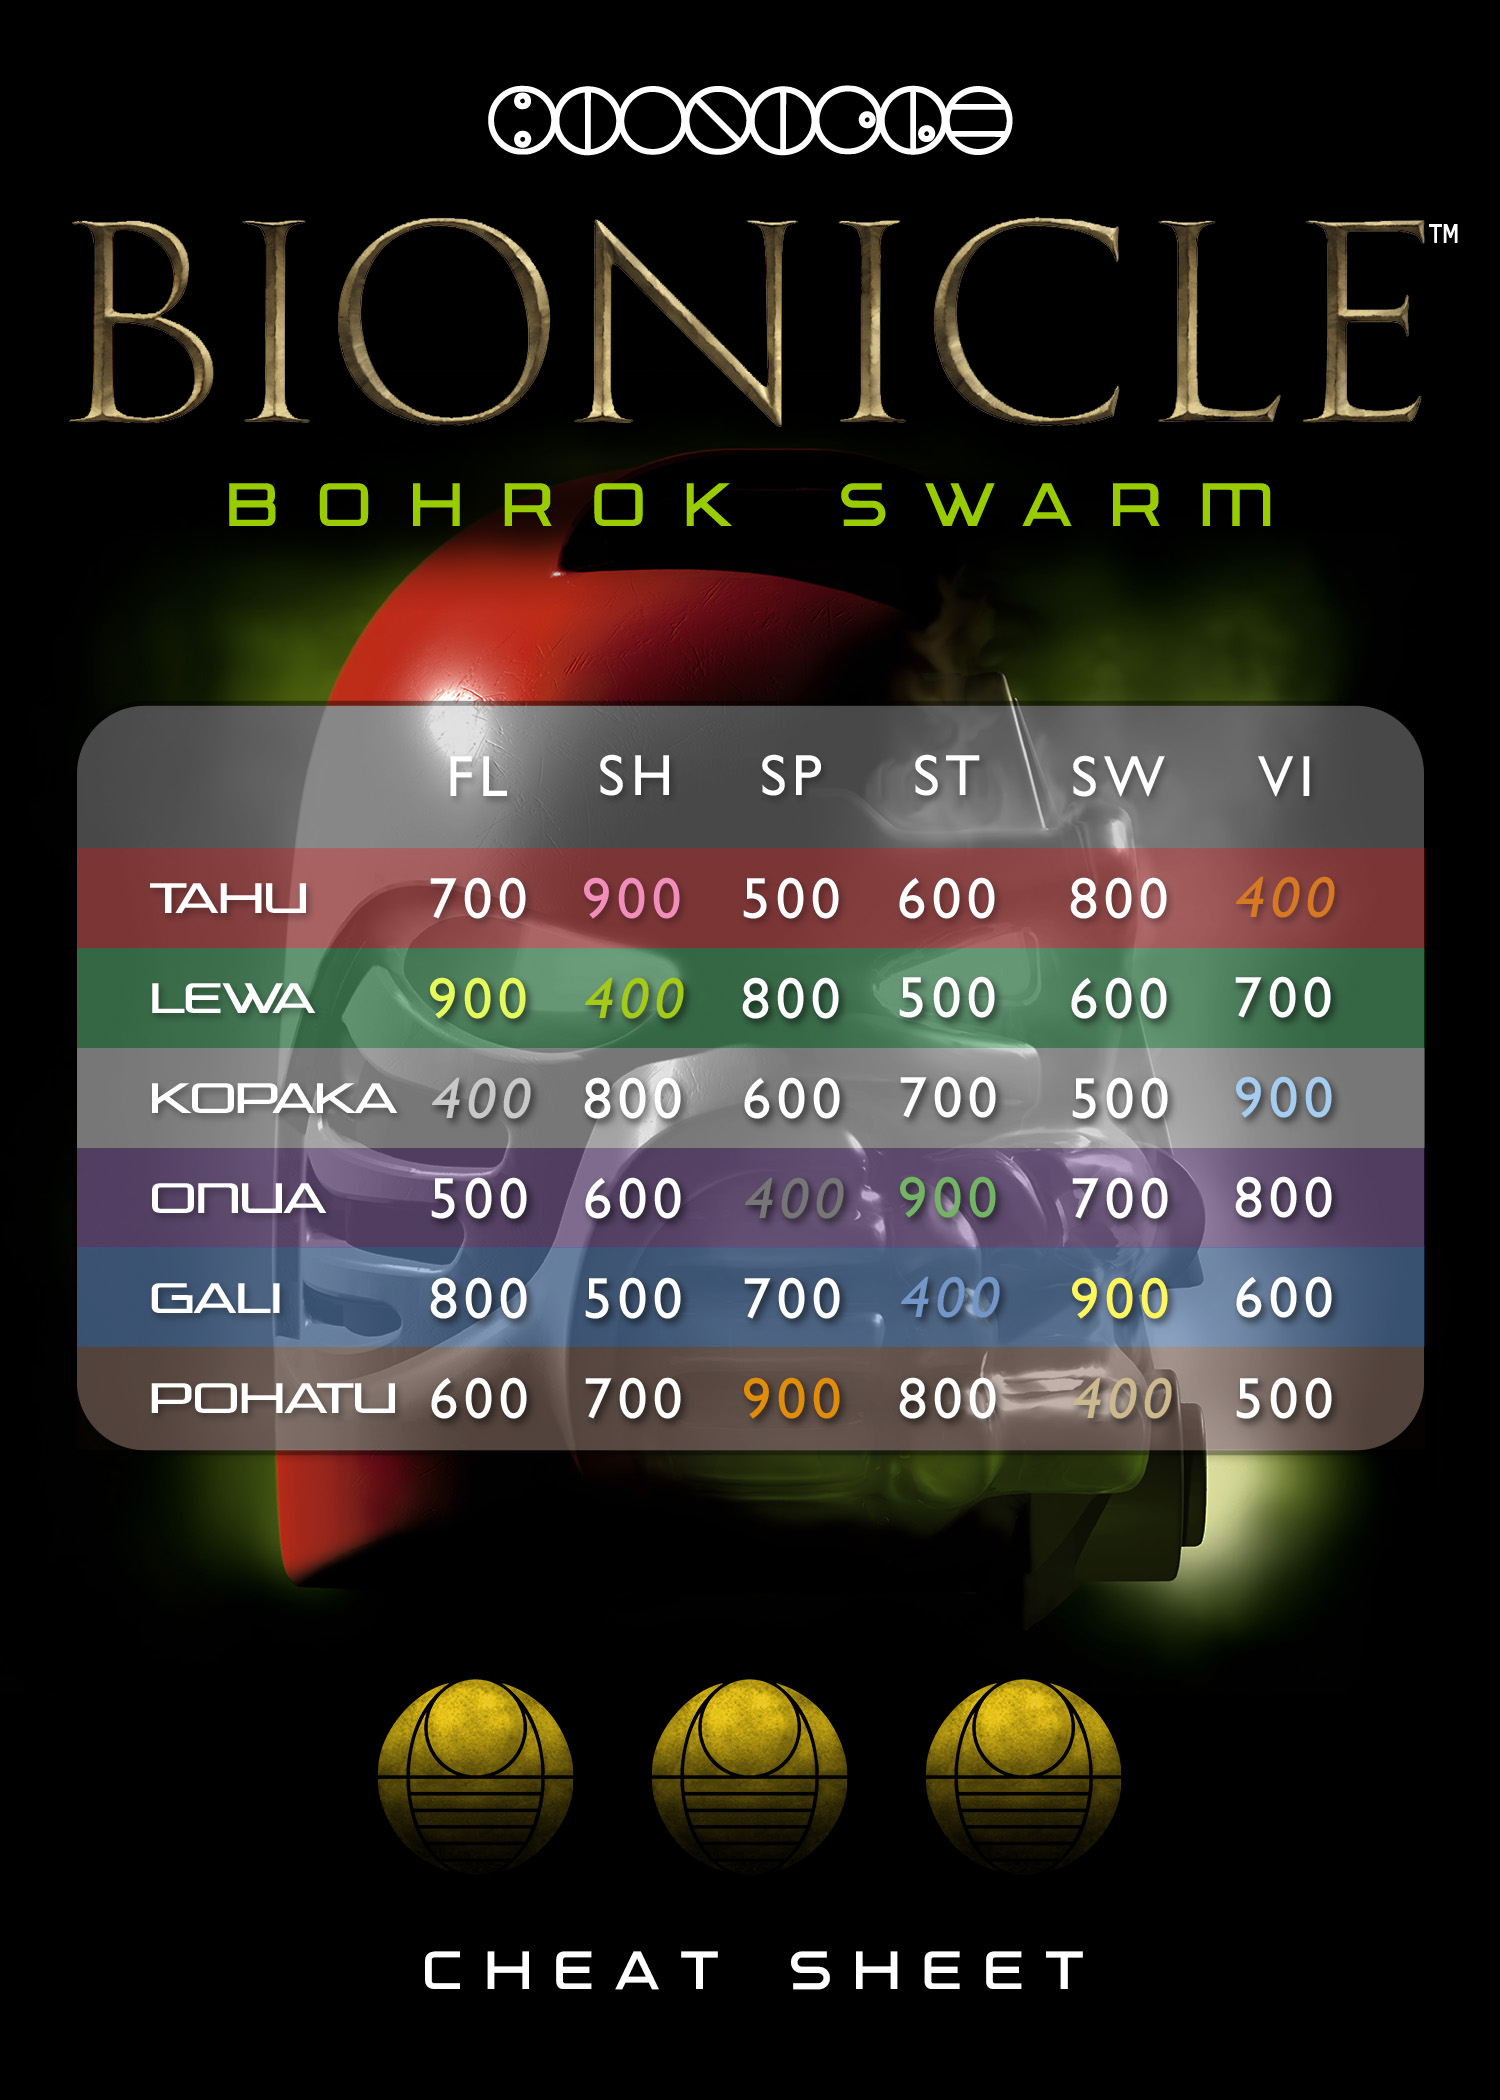 BIONICLE
BIONICLE™
BOHROK SWARM
FL SH SP ST SW VI
TAHU 700 900 500 600 800 400
LEWA 900 400 800 500 600 700
KOPAKA 400 800 600 700 500 900
ONUA 500 600 400 900 700 800
GALI 800 500 700 400 900 600
POHATU 600 700 900 800 400 500
CHEAT SHEET